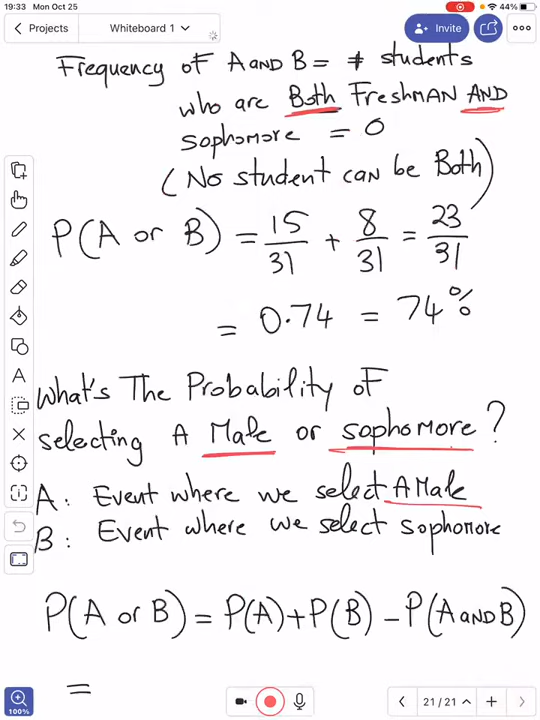 19:33 Mon Oct 25
44%
Projects
Whiteboard 1
Invite
Frequency of A and B = # students
who are Both Freshman AND
sophomore = 0
(No student can be Both)
P(A or B) = 15/31 + 8/31 = 23/31
= 0.74 = 74%
What's The Probability of
selecting A Male or sophomore?
A: Event where we select A Male
B: Event where we select sophomore
P(A or B) = P(A) + P(B) - P(A and B)
=
100%
21/21